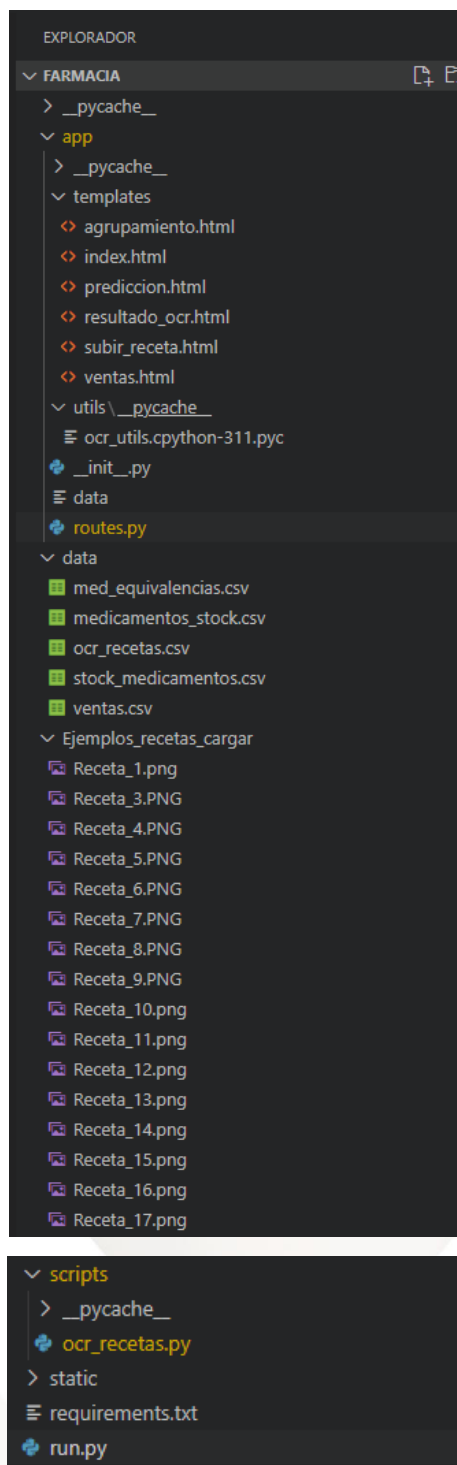 EXPLORADOR
FARMACIA
__pycache__
app
__pycache__
templates
agrupamiento.html
index.html
prediccion.html
resultado_ocr.html
subir_receta.html
ventas.html
utils\__pycache__
ocr_utils.cpython-311.pyc
__init__.py
data
routes.py
data
med_equivalencias.csv
medicamentos_stock.csv
ocr_recetas.csv
stock_medicamentos.csv
ventas.csv
Ejemplos_recetas_cargar
Receta_1.png
Receta_3.PNG
Receta_4.PNG
Receta_5.PNG
Receta_6.PNG
Receta_7.PNG
Receta_8.PNG
Receta_9.PNG
Receta_10.png
Receta_11.png
Receta_12.png
Receta_13.png
Receta_14.png
Receta_15.png
Receta_16.png
Receta_17.png
scripts
__pycache__
ocr_recetas.py
static
requirements.txt
run.py